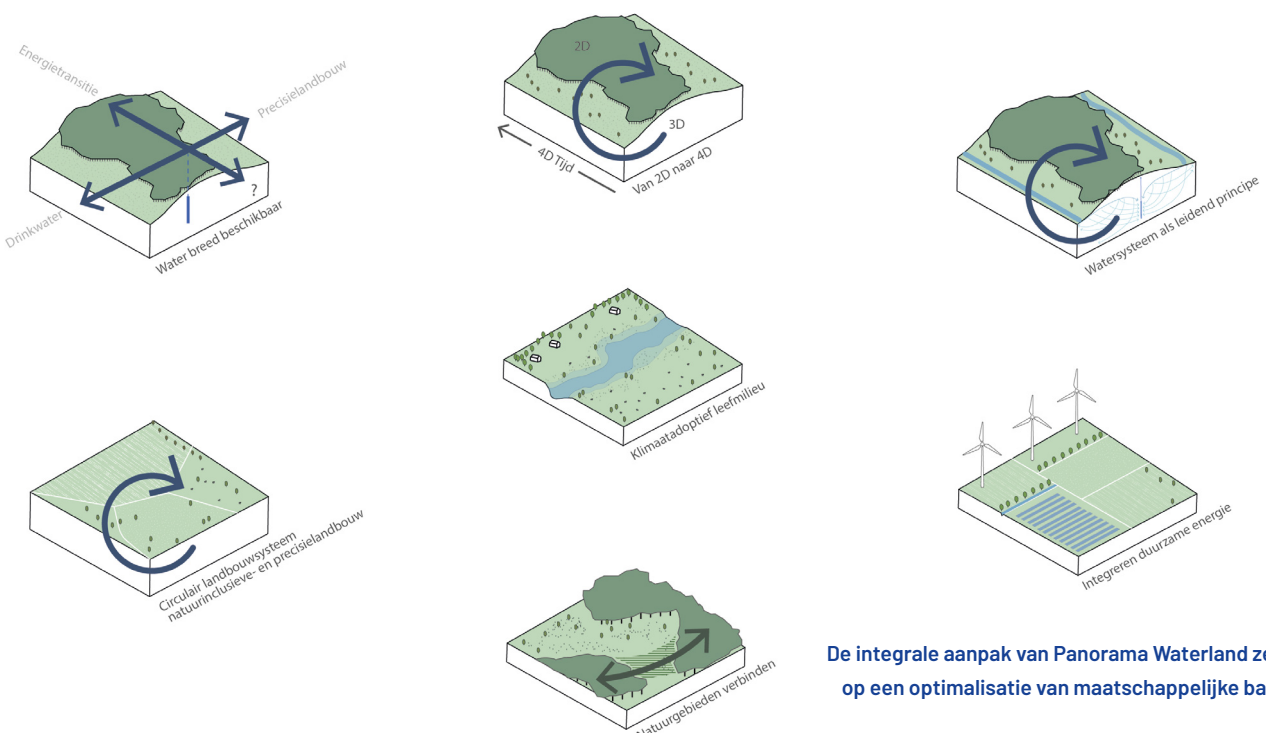 Energietransitie
Precisielandbouw
?
Drinkwater
Water breed beschikbaar
2D
3D
4D Tijd
Van 2D naar 4D
Watersysteem als leidend principe
Klimaatadoptief leefmilieu
Circulair landbouwsysteem
natuurinclusieve- en precisielandbouw
Integreren duurzame energie
Natuurgebieden verbinden
De integrale aanpak van Panorama Waterland
op een optimalisatie van maatschappelijke